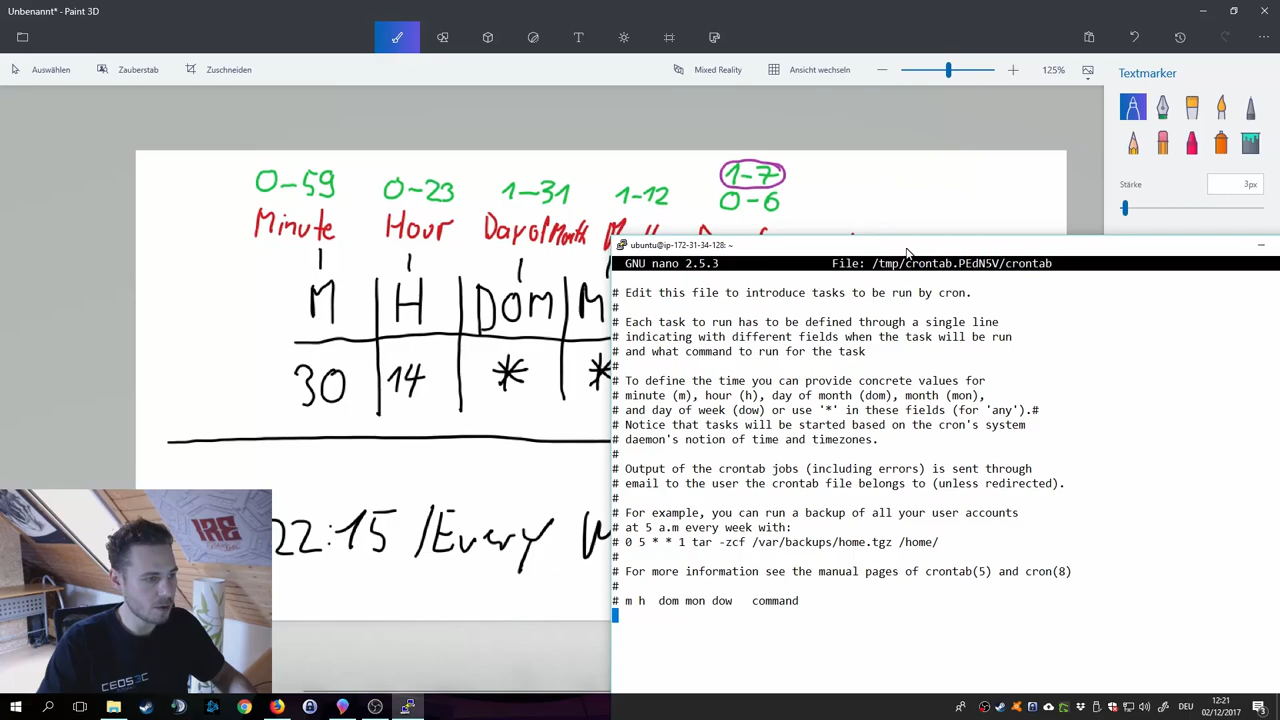 Unbenannt* - Paint 3D
Auswählen
Zauberstab
Zuschneiden
Mixed Reality
Ansicht wechseln
125%
Textmarker
Stärke
3px
0-59
0-23
1-31
1-12
1-7
0-6
Minute
Hour
Day of Month
M
H
DOM
M
30
14
*
*
22:15 / Every
ubuntu@ip-172-31-34-128: ~
GNU nano 2.5.3
File: /tmp/crontab.PEdN5V/crontab
# Edit this file to introduce tasks to be run by cron.
#
# Each task to run has to be defined through a single line
# indicating with different fields when the task will be run
# and what command to run for the task
#
# To define the time you can provide concrete values for
# minute (m), hour (h), day of month (dom), month (mon),
# and day of week (dow) or use '*' in these fields (for 'any').#
# Notice that tasks will be started based on the cron's system
# daemon's notion of time and timezones.
#
# Output of the crontab jobs (including errors) is sent through
# email to the user the crontab file belongs to (unless redirected).
#
# For example, you can run a backup of all your user accounts
# at 5 a.m every week with:
# 0 5 * * 1 tar -zcf /var/backups/home.tgz /home/
#
# For more information see the manual pages of crontab(5) and cron(8)
#
# m h  dom mon dow   command
CEOS3C
DEU
12:21
02/12/2017